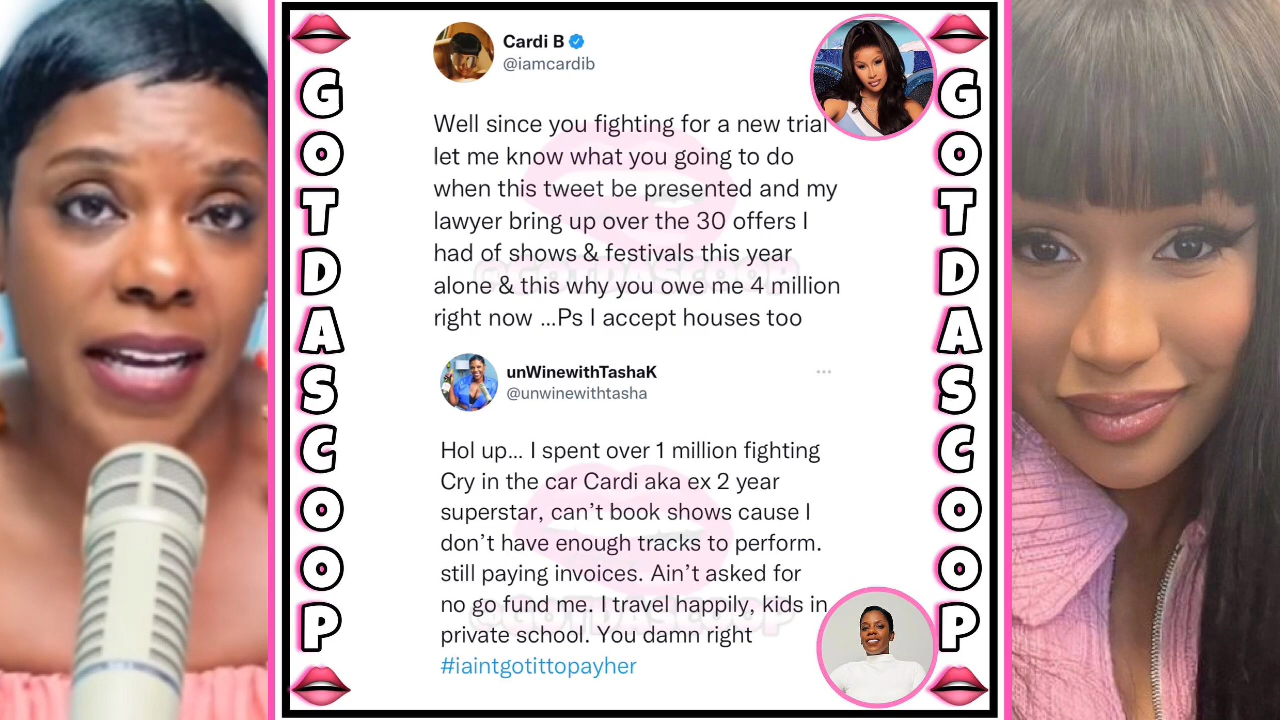 GOTDASCOOP
Cardi B
@iamcardib
Well since you fighting for a new trial
let me know what you going to do
when this tweet be presented and my
lawyer bring up over the 30 offers I
had of shows & festivals this year
alone & this why you owe me 4 million
right now ...Ps I accept houses too
@GOTDASCOOP
unWinewithTashaK
@unwinewithtasha
Hol up... I spent over 1 million fighting
Cry in the car Cardi aka ex 2 year
superstar, can’t book shows cause I
don’t have enough tracks to perform.
still paying invoices. Ain’t asked for
no go fund me. I travel happily, kids in
private school. You damn right
#iaintgotittopayher
@GOTDASCOOP
GOTDASCOOP